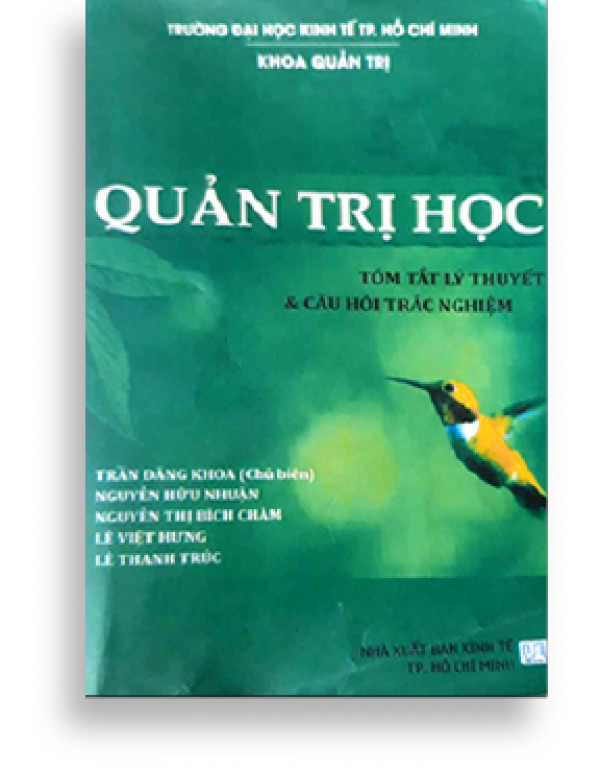 TRƯỜNG ĐẠI HỌC KINH TẾ TP. HỒ CHÍ MINH
KHOA QUẢN TRỊ
QUẢN TRỊ HỌC
TÓM TẮT LÝ THUYẾT
& CÂU HỎI TRẮC NGHIỆM
TRẦN ĐĂNG KHOA (Chủ biên)
NGUYỄN HỮU NHUẬN
NGUYỄN THỊ BÍCH CHÂM
LÊ VIỆT HƯNG
LÊ THANH TRÚC
NHÀ XUẤT BẢN KINH TẾ
TP. HỒ CHÍ MINH